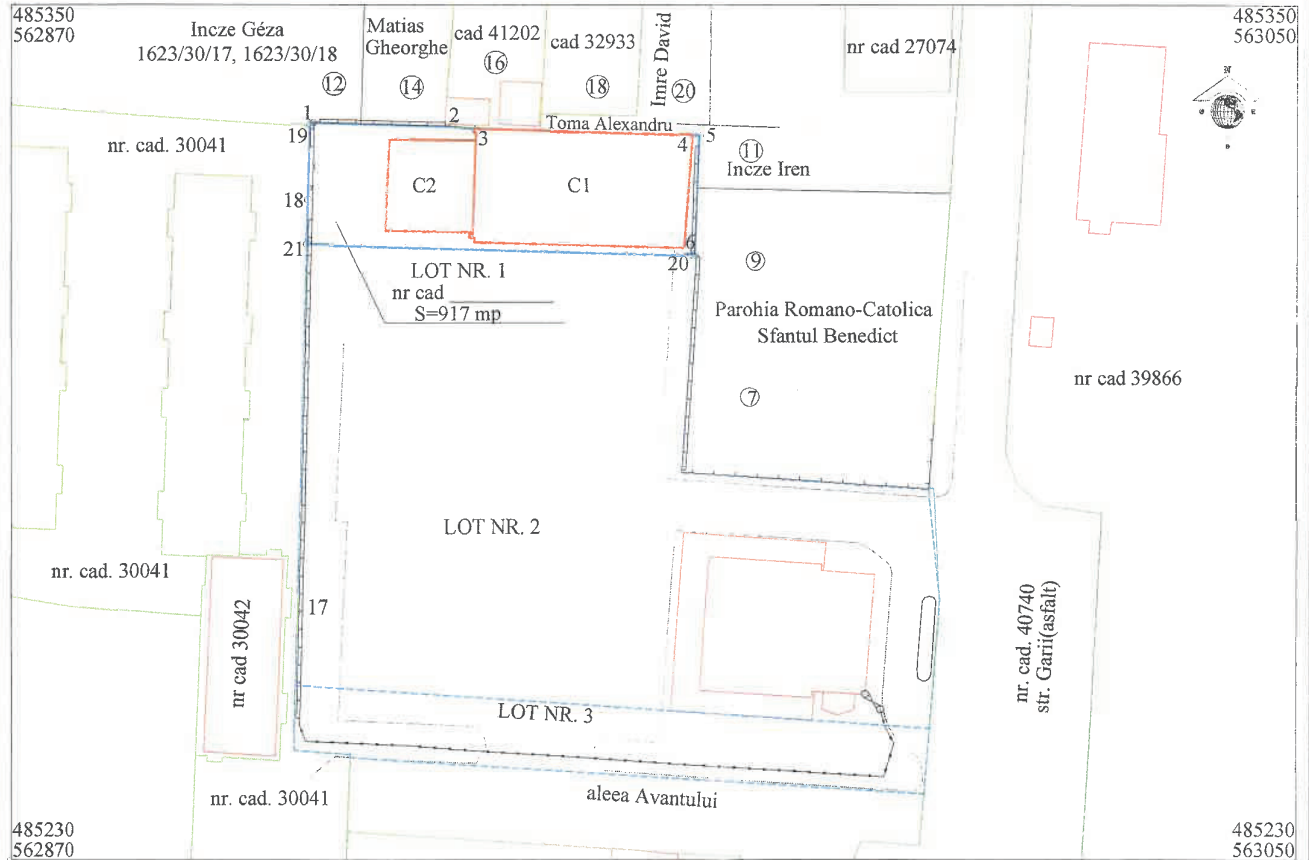 485350
562870
485350
563050
Incze Géza
1623/30/17, 1623/30/18
12
Matias
Gheorghe
14
cad 41202
16
cad 32933
18
Imre David
20
nr cad 27074
N
1
2
Toma Alexandru
19
3
4
5
11
Incze Iren
nr. cad. 30041
C2
C1
18
21
6
20
LOT NR. 1
nr cad
S=917 mp
9
Parohia Romano-Catolica
Sfantul Benedict
7
nr cad 39866
LOT NR. 2
nr. cad. 30041
17
nr cad 30042
nr. cad. 40740
str. Garii(asfalt)
LOT NR. 3
nr. cad. 30041
aleea Avantului
485230
562870
485230
563050